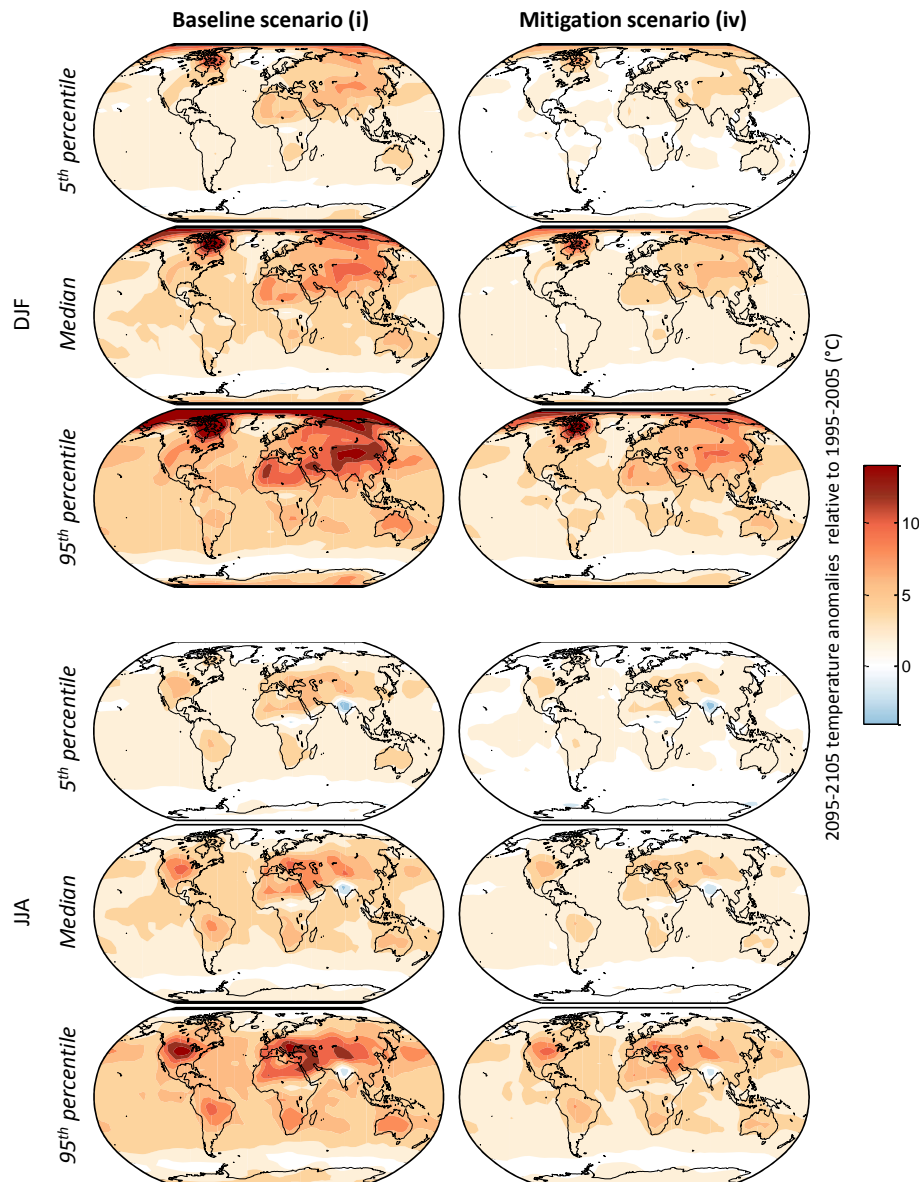 Baseline scenario (i)
Mitigation scenario (iv)
DJF
5th percentile
Median
95th percentile
JJA
5th percentile
Median
95th percentile
10
5
0
2095-2105 temperature anomalies relative to 1995-2005 (°C)